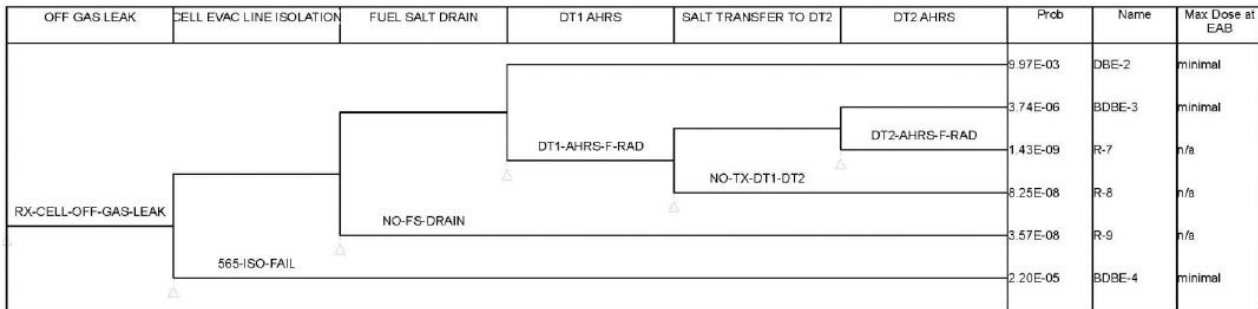 OFF GAS LEAK CELL EVAC LINE ISOLATION FUEL SALT DRAIN DT1 AHRS SALT TRANSFER TO DT2 DT2 AHRS Prob Name Max Dose at EAB
9.97E-03 DBE-2 minimal
3.74E-06 BDBE-3 minimal
DT1-AHRS-F-RAD DT2-AHRS-F-RAD
1.43E-09 R-7 n/a
NO-TX-DT1-DT2
8.25E-08 R-8 n/a
RX-CELL-OFF-GAS-LEAK NO-FS-DRAIN
3.57E-08 R-9 n/a
565-ISO-FAIL
2.20E-05 BDBE-4 minimal